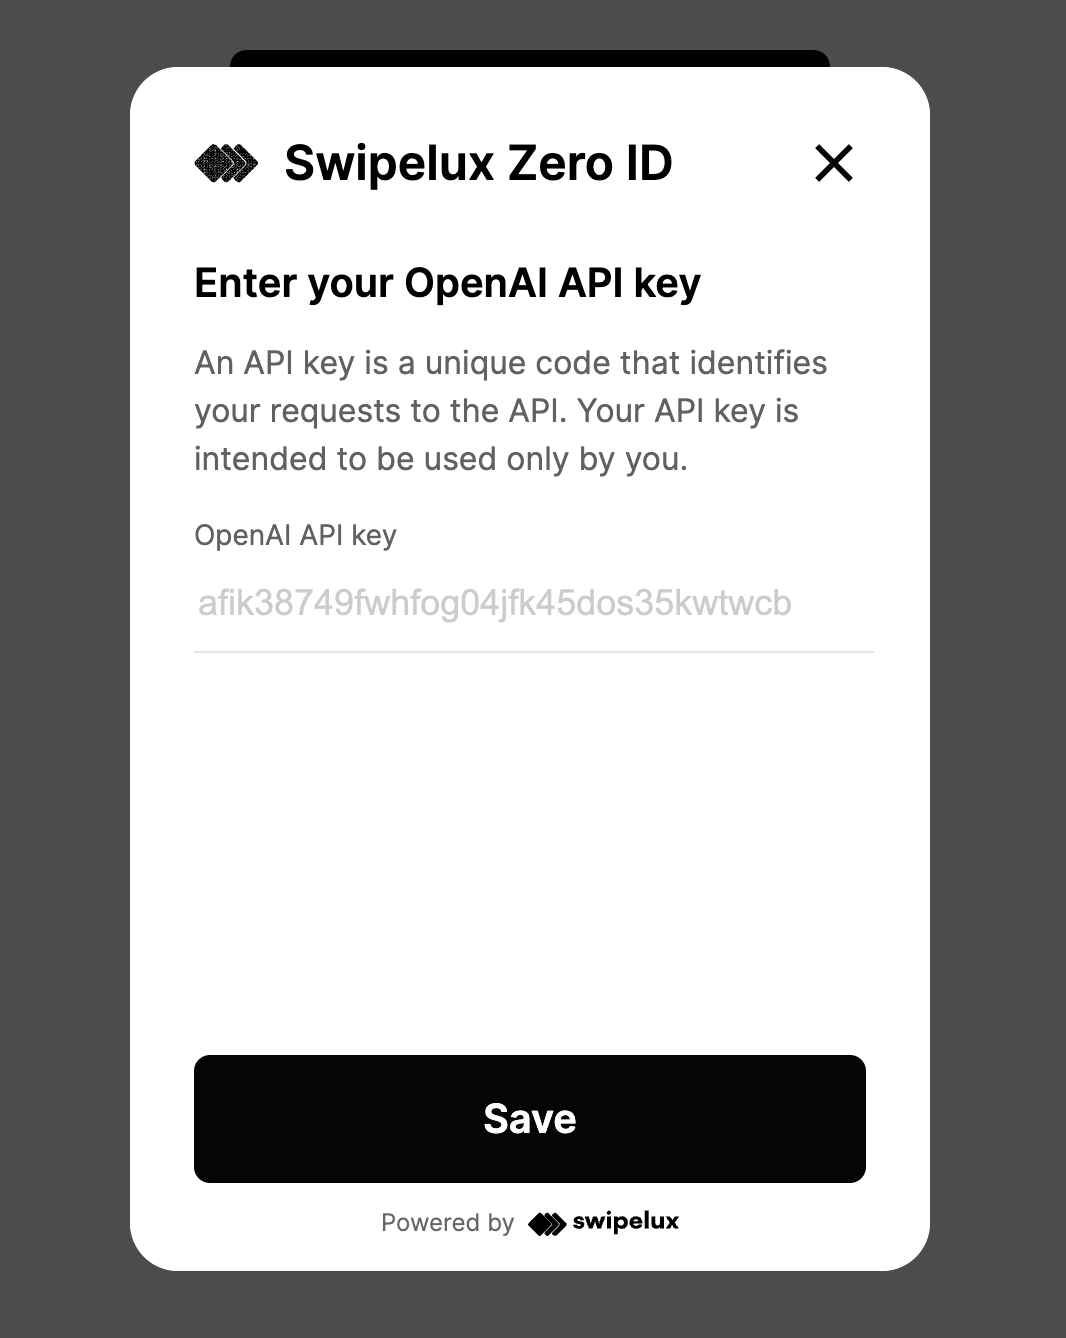 Swipelux Zero ID
Enter your OpenAI API key
An API key is a unique code that identifies
your requests to the API. Your API key is
intended to be used only by you.
OpenAI API key
afik38749fwhfog04jfk45dos35kwtwcb
Save
Powered by swipelux